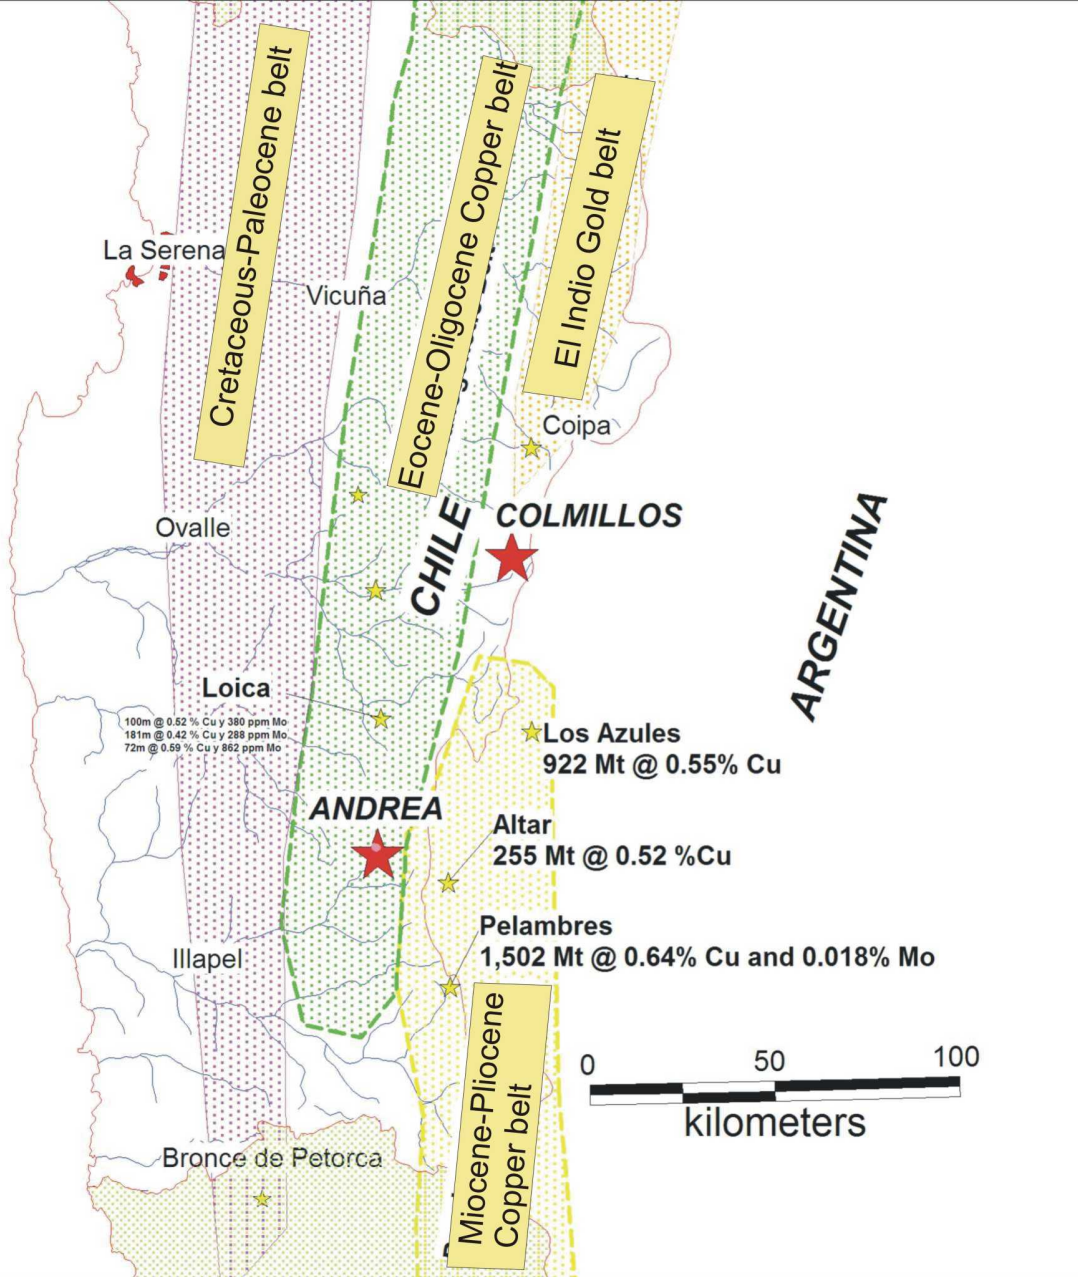 Cretaceous-Paleocene belt
Eocene-Oligocene Copper belt
El Indio Gold belt
La Serena
Vicuña
Coipa
COLMILLOS
Ovalle
CHILE
ARGENTINA
Loica
100m @ 0.52 % Cu y 380 ppm Mo
181m @ 0.42 % Cu y 288 ppm Mo
72m @ 0.59 % Cu y 862 ppm Mo
Los Azules
922 Mt @ 0.55% Cu
ANDREA
Altar
255 Mt @ 0.52 %Cu
Pelambres
1,502 Mt @ 0.64% Cu and 0.018% Mo
Illapel
Miocene-Pliocene
Copper belt
0 50 100
kilometers
Bronce de Petorca